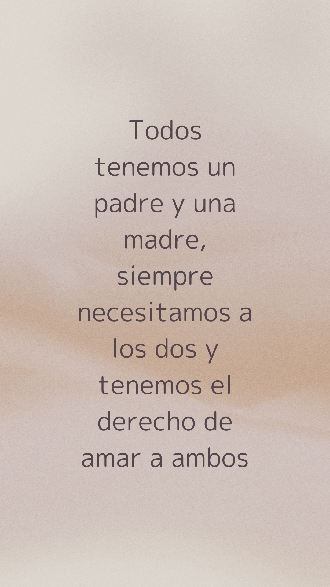 Todos
tenemos un
padre y una
madre,
siempre
necesitamos a
los dos y
tenemos el
derecho de
amar a ambos